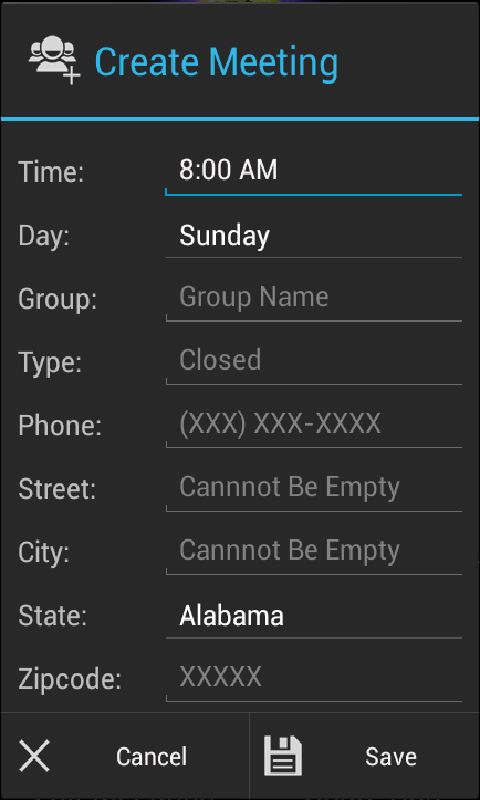 Create Meeting
Time: 8:00 AM
Day: Sunday
Group: Group Name
Type: Closed
Phone: (XXX) XXX-XXXX
Street: Cannnot Be Empty
City: Cannnot Be Empty
State: Alabama
Zipcode: XXXXX
Cancel Save